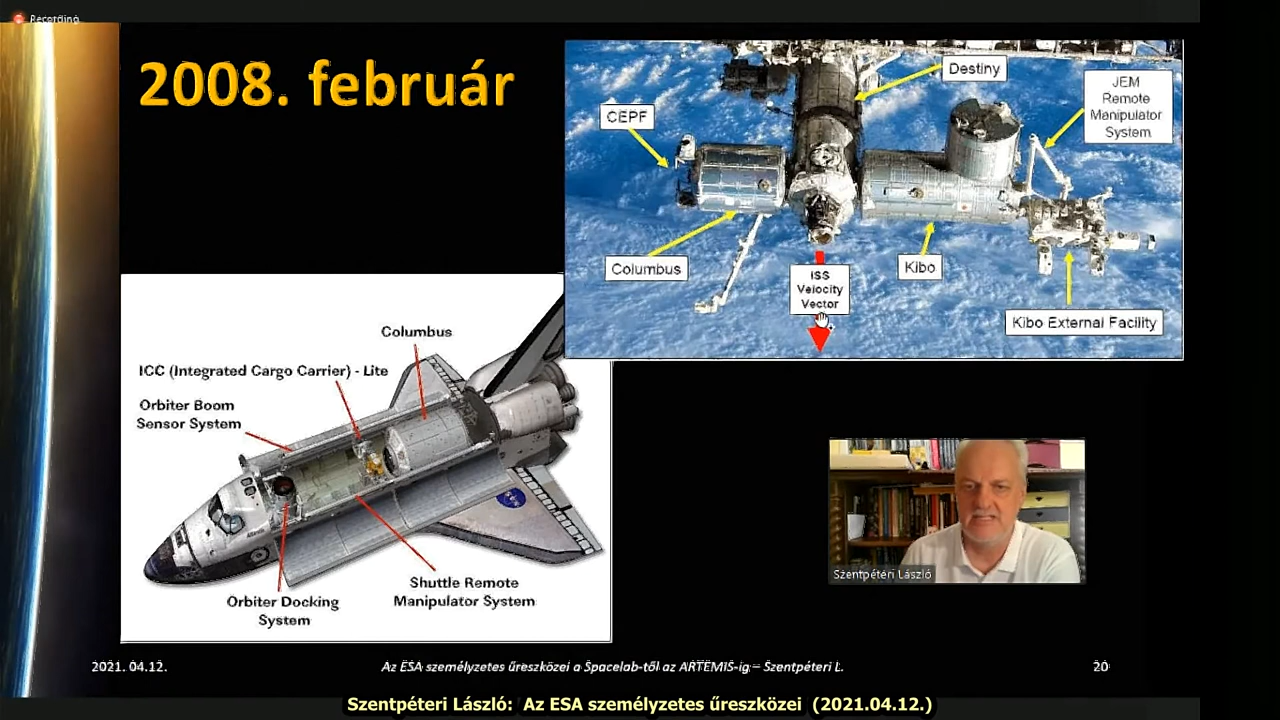 Recording
2008. február
Destiny
JEM
Remote
Manipulator
System
CEPF
Columbus
Kibo
ISS
Velocity
Vector
Kibo External Facility
Columbus
ICC (Integrated Cargo Carrier) - Lite
Orbiter Boom
Sensor System
Shuttle Remote
Manipulator System
Orbiter Docking
System
Szentpéteri László
2021. 04.12.
Az ESA személyzetes űreszközei a Spacelab-től az ARTEMIS-ig – Szentpéteri L.
20
Szentpéteri László: Az ESA személyzetes űreszközei (2021.04.12.)